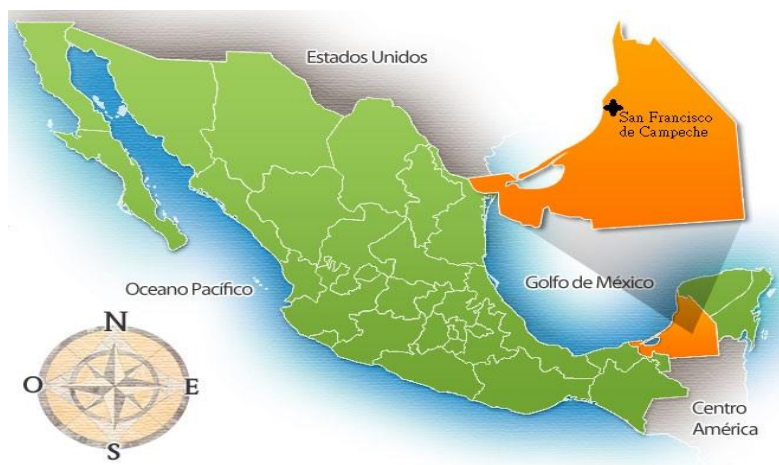 Estados Unidos
San Francisco
de Campeche
Oceano Pacífico
Golfo de México
N
O
E
S
Centro
América